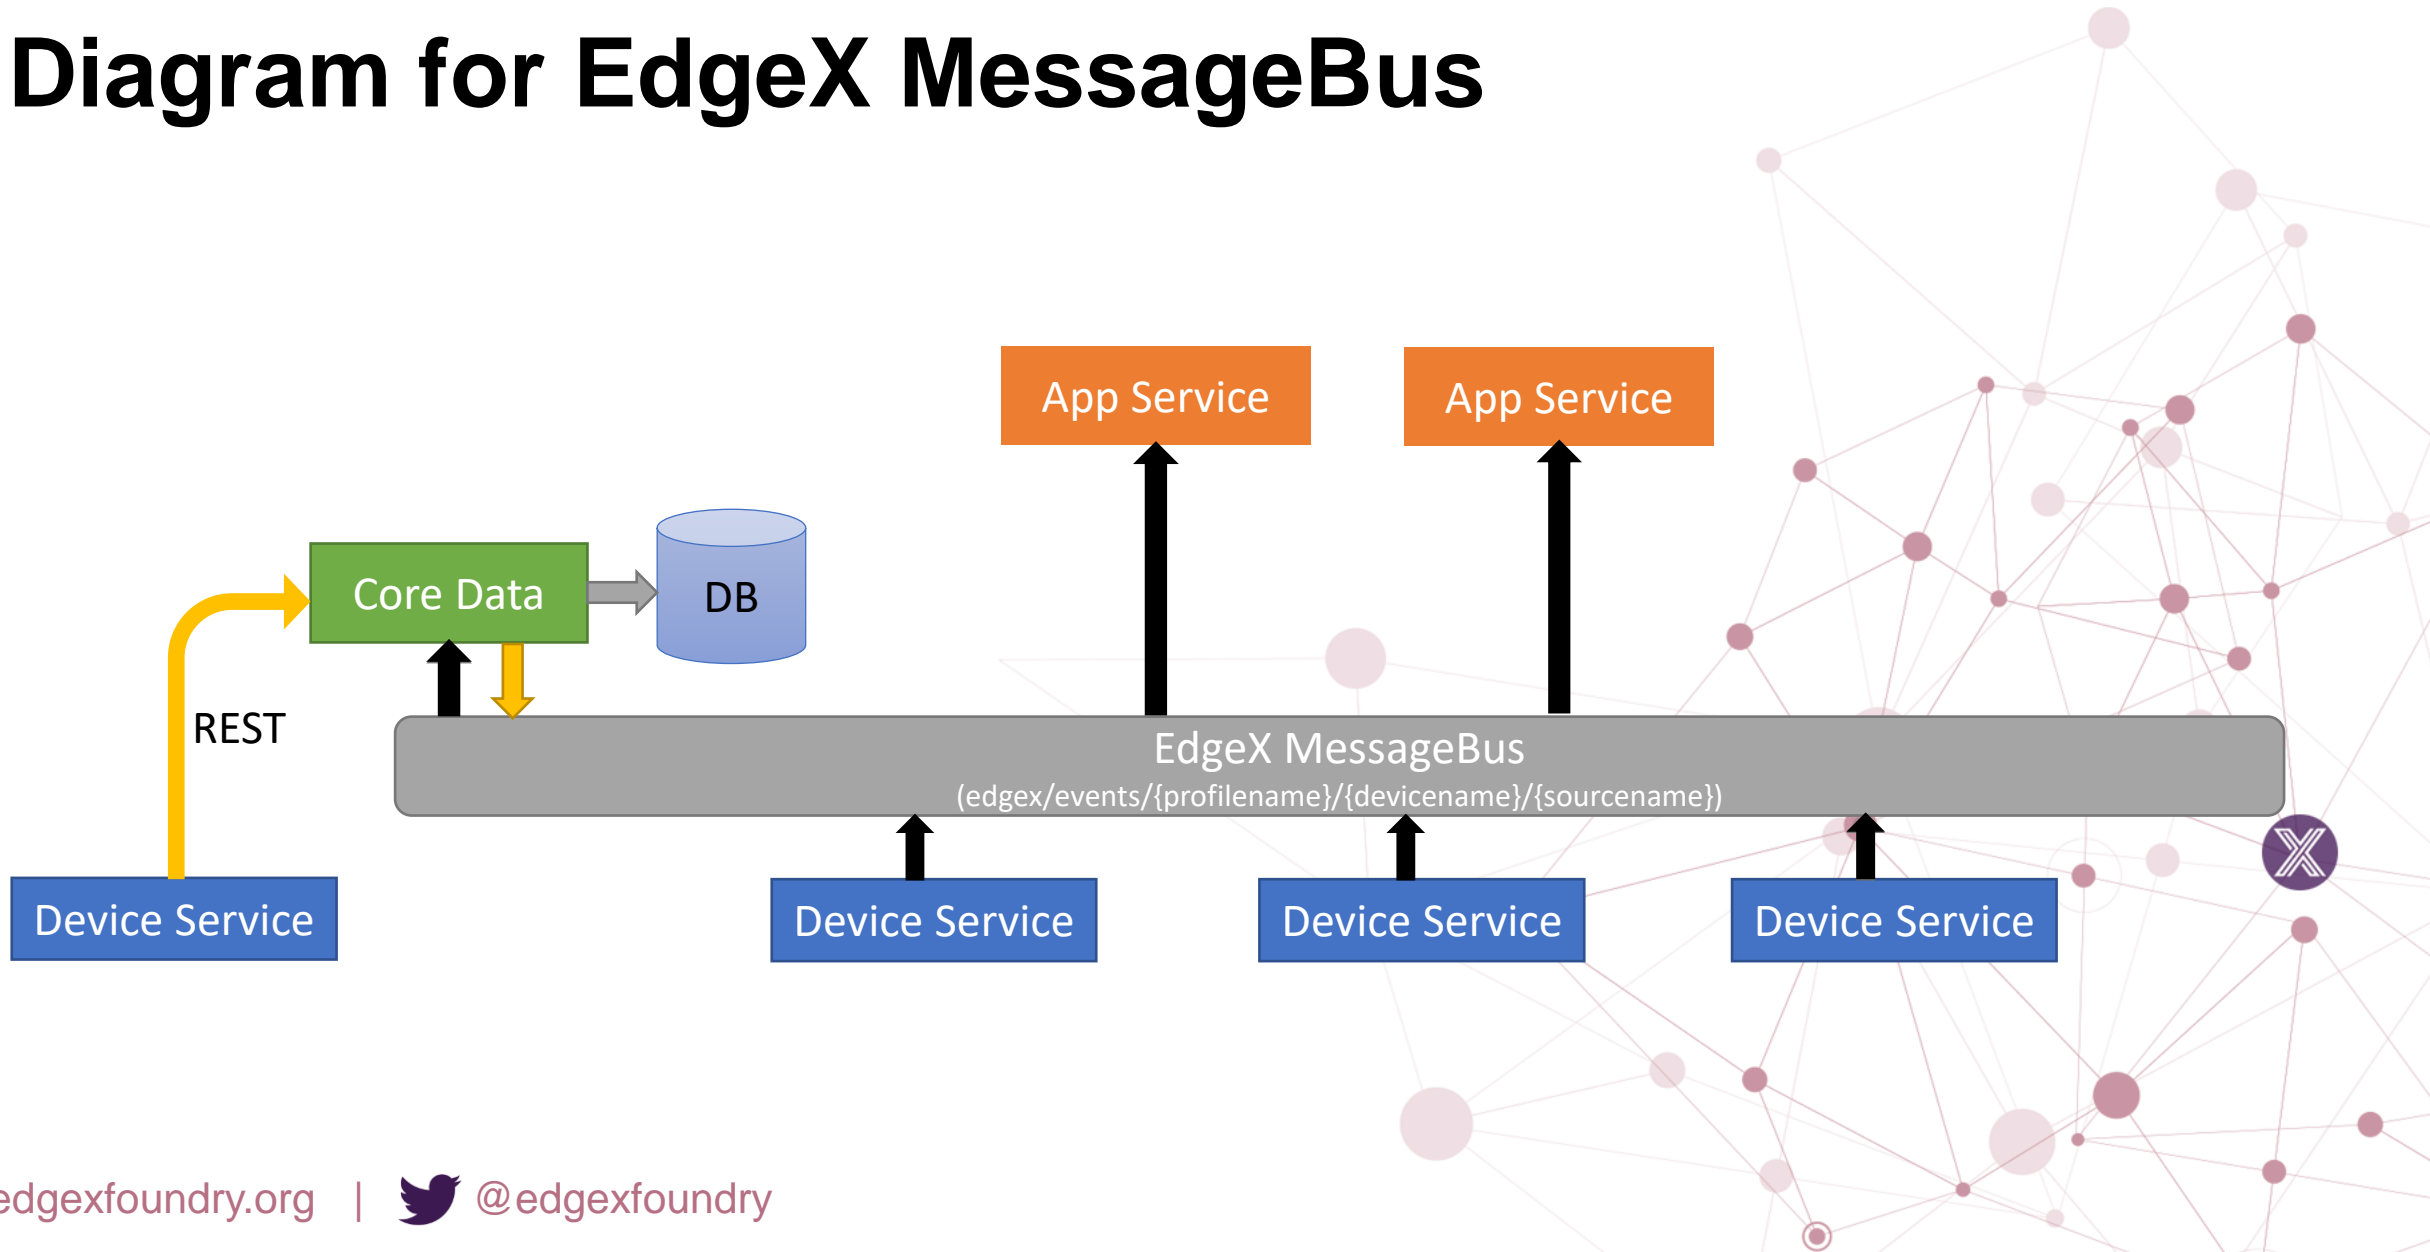 Diagram for EdgeX MessageBus
App Service
App Service
Core Data
DB
REST
EdgeX MessageBus
(edgex/events/{profilename}/{devicename}/{sourcename})
Device Service
Device Service
Device Service
Device Service
edgexfoundry.org | @edgexfoundry